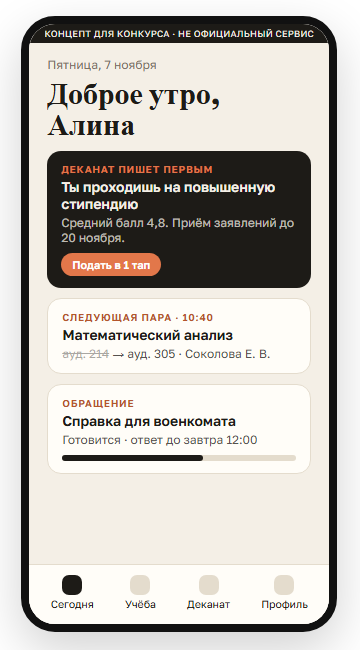 КОНЦЕПТ ДЛЯ КОНКУРСА · НЕ ОФИЦИАЛЬНЫЙ СЕРВИС
Пятница, 7 ноября
Доброе утро,
Алина
ДЕКАНАТ ПИШЕТ ПЕРВЫМ
Ты проходишь на повышенную
стипендию
Средний балл 4,8. Приём заявлений до
20 ноября.
Подать в 1 тап
СЛЕДУЮЩАЯ ПАРА · 10:40
Математический анализ
ауд. 214 → ауд. 305 · Соколова Е. В.
ОБРАЩЕНИЕ
Справка для военкомата
Готовится · ответ до завтра 12:00
Сегодня Учёба Деканат Профиль